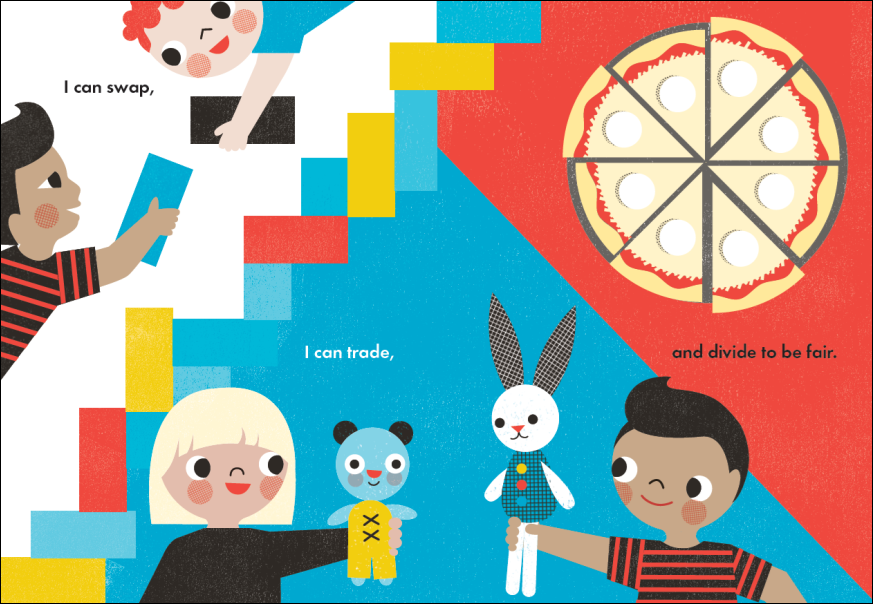 I can swap,
I can trade,
and divide to be fair.